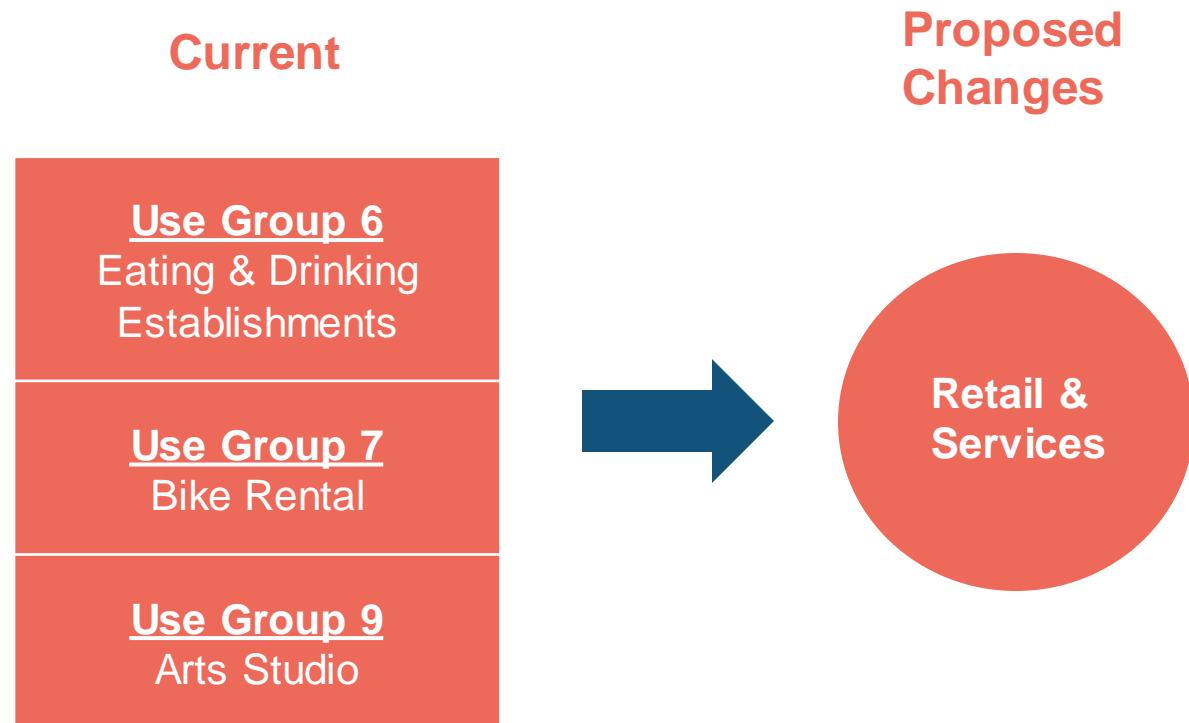 Current
Proposed
Changes
Use Group 6
Eating & Drinking
Establishments
Use Group 7
Bike Rental
Use Group 9
Arts Studio
Retail &
Services